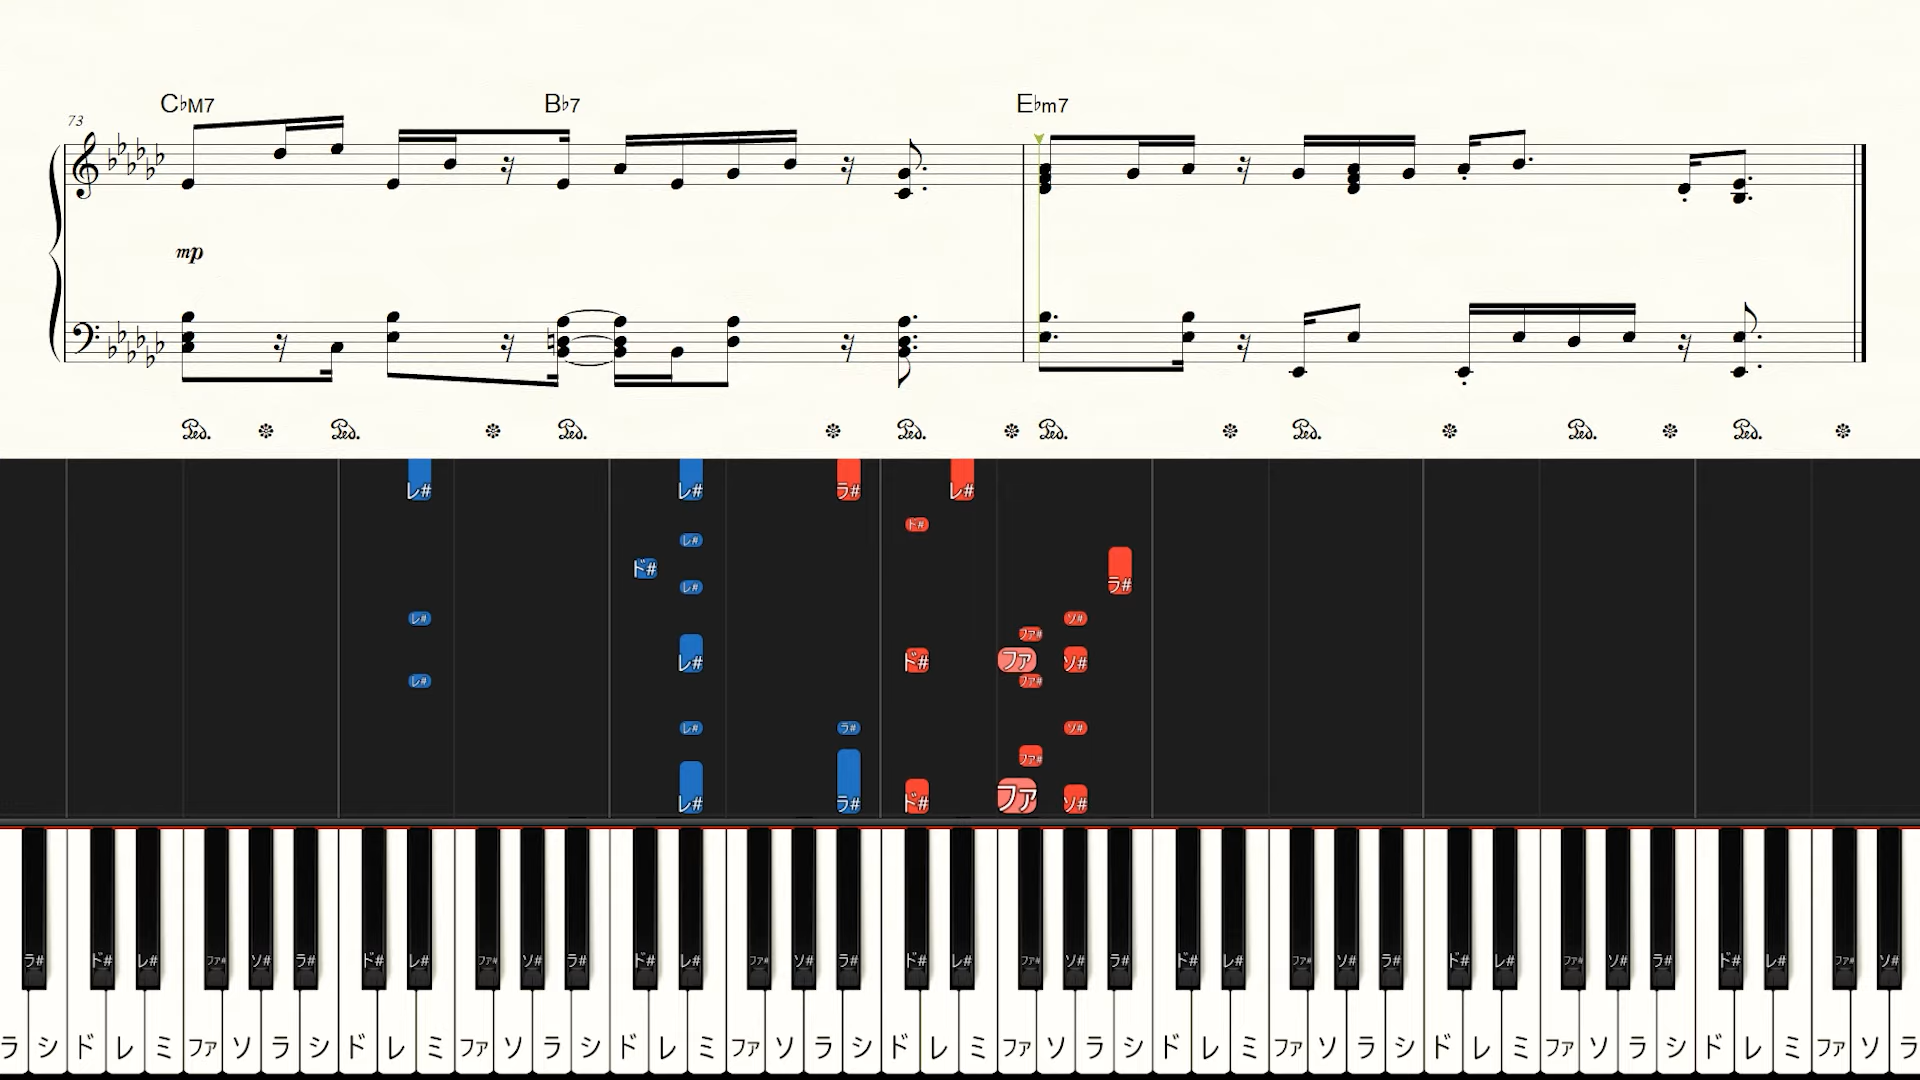 C♭M7 B♭7 E♭m7
73
mp
Ped. * Ped. * Ped. * Ped. * Ped. * Ped. * Ped. * Ped. *
レ# レ# ラ# レ#
ド#
レ#
ド#
ラ#
レ#
レ# ソ#
ファ#
レ# ド# ファ ソ#
レ# ファ#
レ# ラ# ソ#
ファ#
レ# ラ# ド# ファ ソ#
ラ# ド# レ# ファ# ソ# ラ# ド# レ# ファ# ソ# ラ# ド# レ# ファ# ソ# ラ# ド# レ# ファ# ソ# ラ# ド# レ# ファ# ソ# ラ# ド# レ# ファ# ソ# ラ# ド# レ# ファ# ソ#
ラ シ ド レ ミ ファ ソ ラ シ ド レ ミ ファ ソ ラ シ ド レ ミ ファ ソ ラ シ ド レ ミ ファ ソ ラ シ ド レ ミ ファ ソ ラ シ ド レ ミ ファ ソ ラ シ ド レ ミ ファ ソ ラ